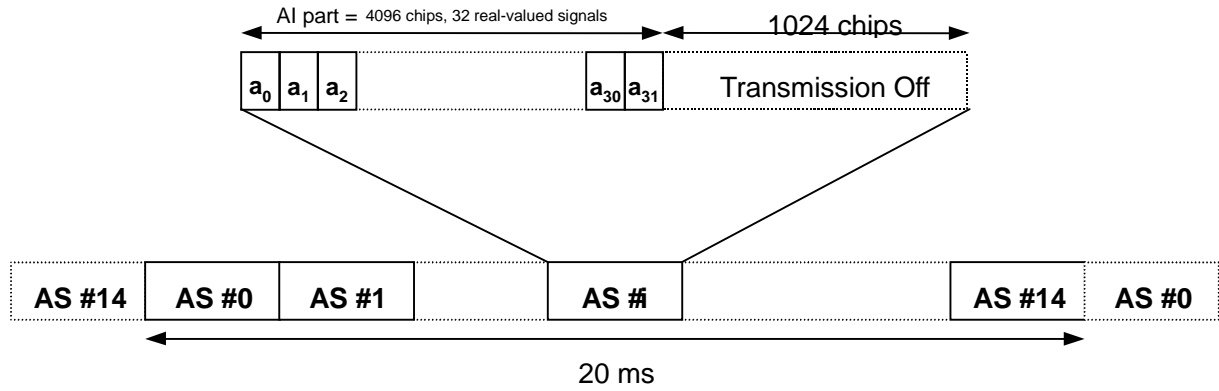 AI part = 4096 chips, 32 real-valued signals
1024 chips
a0 a1 a2 a30 a31 Transmission Off
AS #14 AS #0 AS #1 AS #i AS #14 AS #0
20 ms